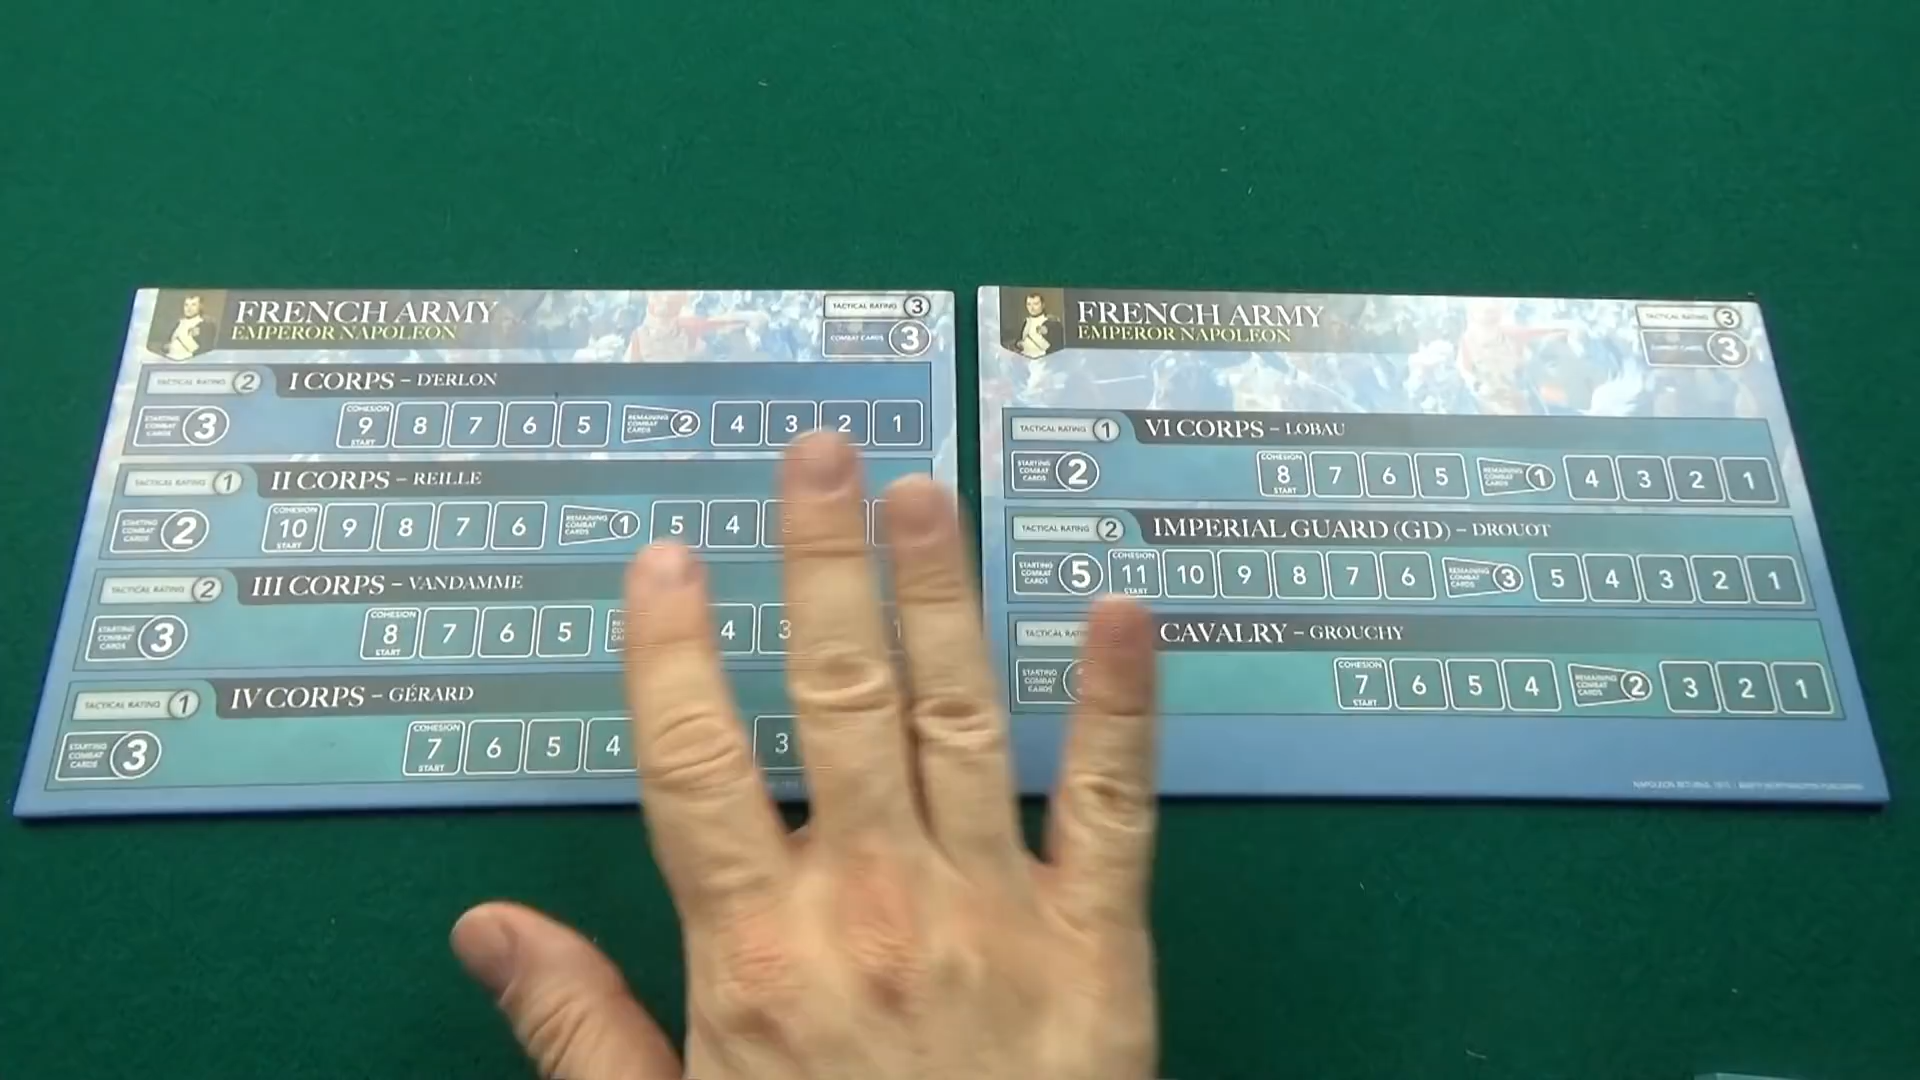 FRENCH ARMY
EMPEROR NAPOLEON
TACTICAL RATING 3
COMBAT CARDS 3
TACTICAL RATING 2 I CORPS – D'ERLON
STARTING COMBAT CARDS 3 COHESION 9 START 8 7 6 5 REMAINING COMBAT CARDS 2 4 3 2 1
TACTICAL RATING 1 II CORPS – REILLE
STARTING COMBAT CARDS 2 COHESION 10 START 9 8 7 6 REMAINING COMBAT CARDS 1 5 4
TACTICAL RATING 2 III CORPS – VANDAMME
STARTING COMBAT CARDS 3 COHESION 8 START 7 6 5 4 3 1
TACTICAL RATING 1 IV CORPS – GÉRARD
STARTING COMBAT CARDS 3 COHESION 7 START 6 5 4 3
FRENCH ARMY
EMPEROR NAPOLEON
TACTICAL RATING 3
COMBAT CARDS 3
TACTICAL RATING 1 VI CORPS – LOBAU
STARTING COMBAT CARDS 2 COHESION 8 START 7 6 5 REMAINING COMBAT CARDS 1 4 3 2 1
TACTICAL RATING 2 IMPERIAL GUARD (GD) – DROUOT
STARTING COMBAT CARDS 5 COHESION 11 START 10 9 8 7 6 REMAINING COMBAT CARDS 3 5 4 3 2 1
TACTICAL CAVALRY – GROUCHY
STARTING COMBAT CARDS COHESION 7 START 6 5 4 REMAINING COMBAT CARDS 2 3 2 1